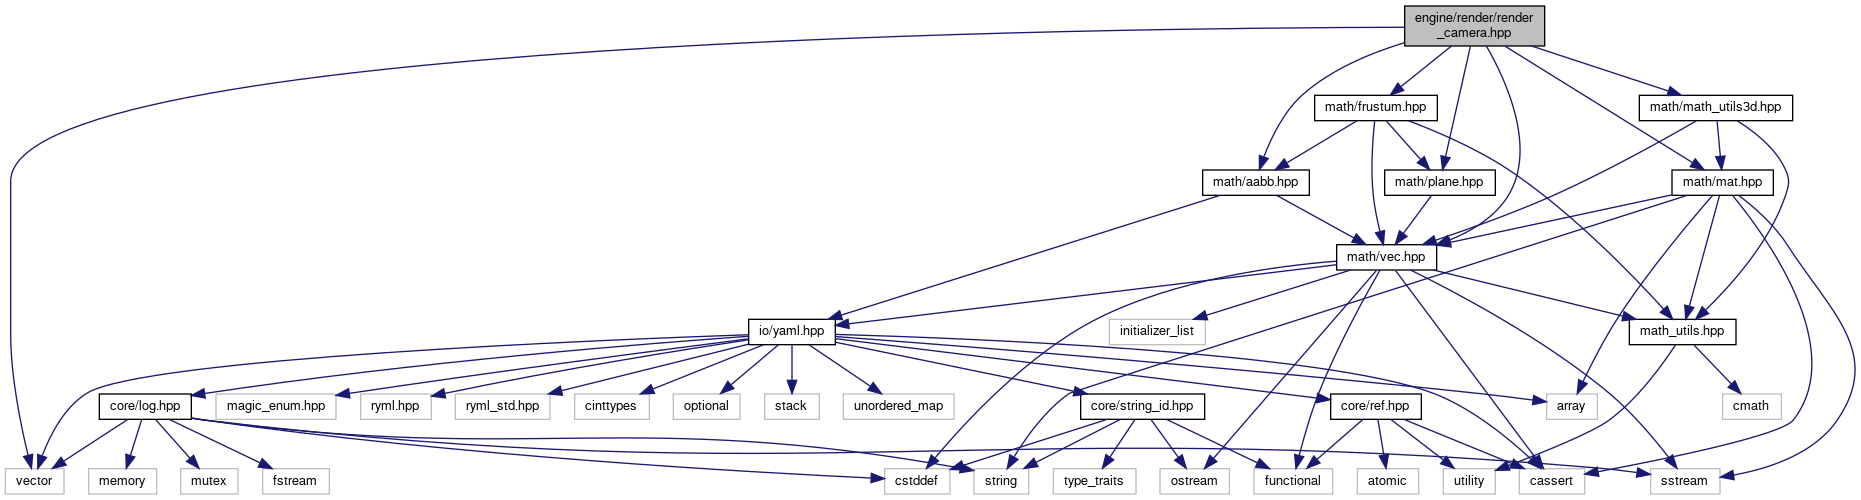 engine/render/render
_camera.hpp
math/frustum.hpp
math/math_utils3d.hpp
math/aabb.hpp
math/plane.hpp
math/mat.hpp
math/vec.hpp
io/yaml.hpp
initializer_list
math_utils.hpp
core/log.hpp
magic_enum.hpp
ryml.hpp
ryml_std.hpp
cinttypes
optional
stack
unordered_map
core/string_id.hpp
core/ref.hpp
array
cmath
vector
memory
mutex
fstream
cstddef
string
type_traits
ostream
functional
atomic
utility
cassert
sstream